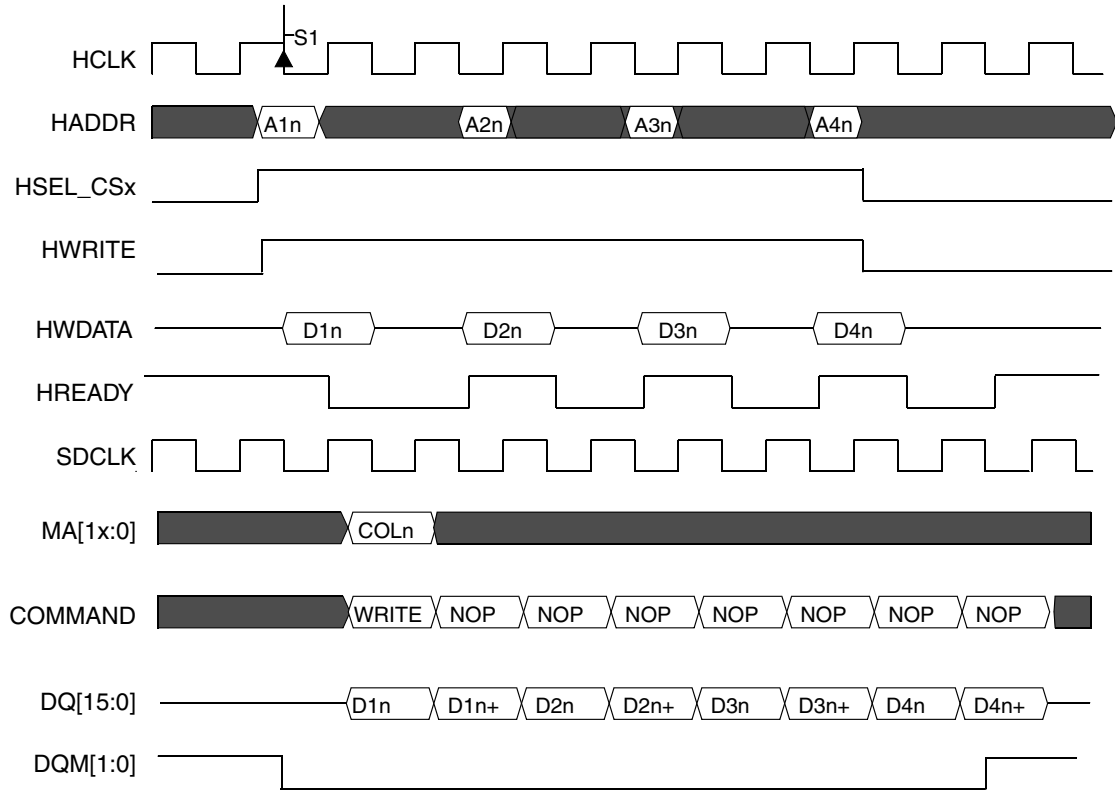 S1
HCLK
HADDR A1n A2n A3n A4n
HSEL_CSx
HWRITE
HWDATA D1n D2n D3n D4n
HREADY
SDCLK
MA[1x:0] COLn
COMMAND WRITE NOP NOP NOP NOP NOP NOP NOP
DQ[15:0] D1n D1n+ D2n D2n+ D3n D3n+ D4n D4n+
DQM[1:0]